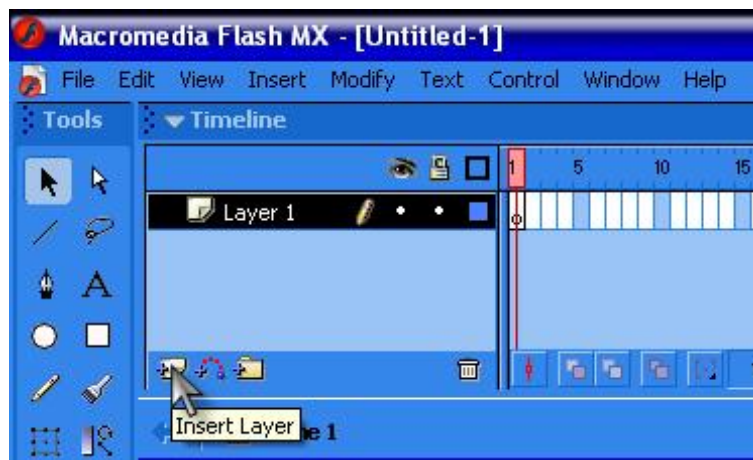 Macromedia Flash MX - [Untitled-1]
File Edit View Insert Modify Text Control Window Help
Tools Timeline
1 5 10 15
Layer 1
A
Insert Layer
1